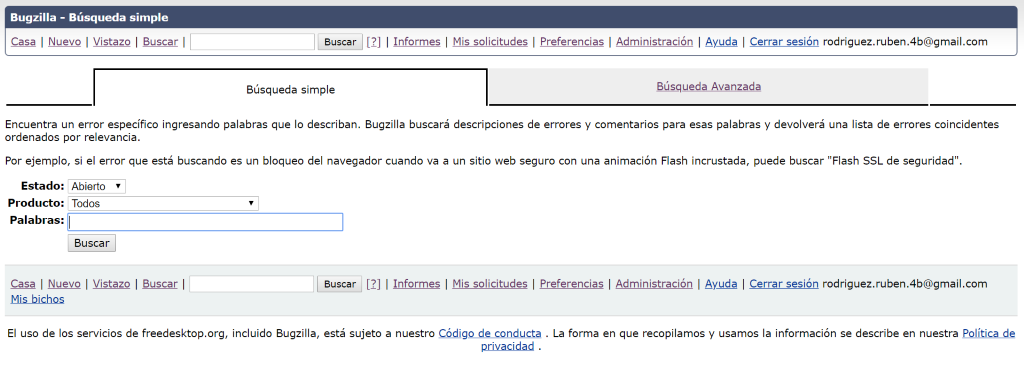 Bugzilla - Búsqueda simple
Casa | Nuevo | Vistazo | Buscar | Buscar [?] | Informes | Mis solicitudes | Preferencias | Administración | Ayuda | Cerrar sesión rodriguez.ruben.4b@gmail.com
Búsqueda simple Búsqueda Avanzada
Encuentra un error específico ingresando palabras que lo describan. Bugzilla buscará descripciones de errores y comentarios para esas palabras y devolverá una lista de errores coincidentes
ordenados por relevancia.
Por ejemplo, si el error que está buscando es un bloqueo del navegador cuando va a un sitio web seguro con una animación Flash incrustada, puede buscar "Flash SSL de seguridad".
Estado: Abierto
Producto: Todos
Palabras:
Buscar
Casa | Nuevo | Vistazo | Buscar | Buscar [?] | Informes | Mis solicitudes | Preferencias | Administración | Ayuda | Cerrar sesión rodriguez.ruben.4b@gmail.com
Mis bichos
El uso de los servicios de freedesktop.org, incluido Bugzilla, está sujeto a nuestro Código de conducta . La forma en que recopilamos y usamos la información se describe en nuestra Política de
privacidad .